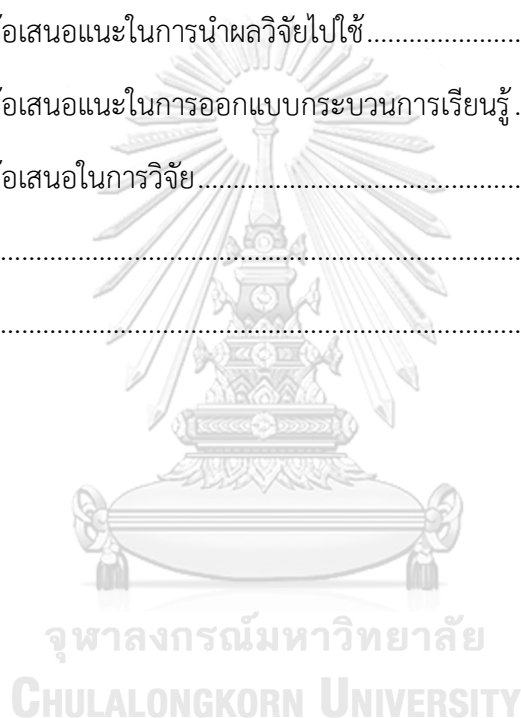 ้อเสนอแนะในการนำผลวิจัยไปใช้......................
้อเสนอแนะในการออกแบบกระบวนการเรียนรู้ .
้อเสนอในการวิจัย..............................................
...........................................................................
...........................................................................
จุฬาลงกรณ์มหาวิทยาลัย
CHULALONGKORN UNIVERSITY